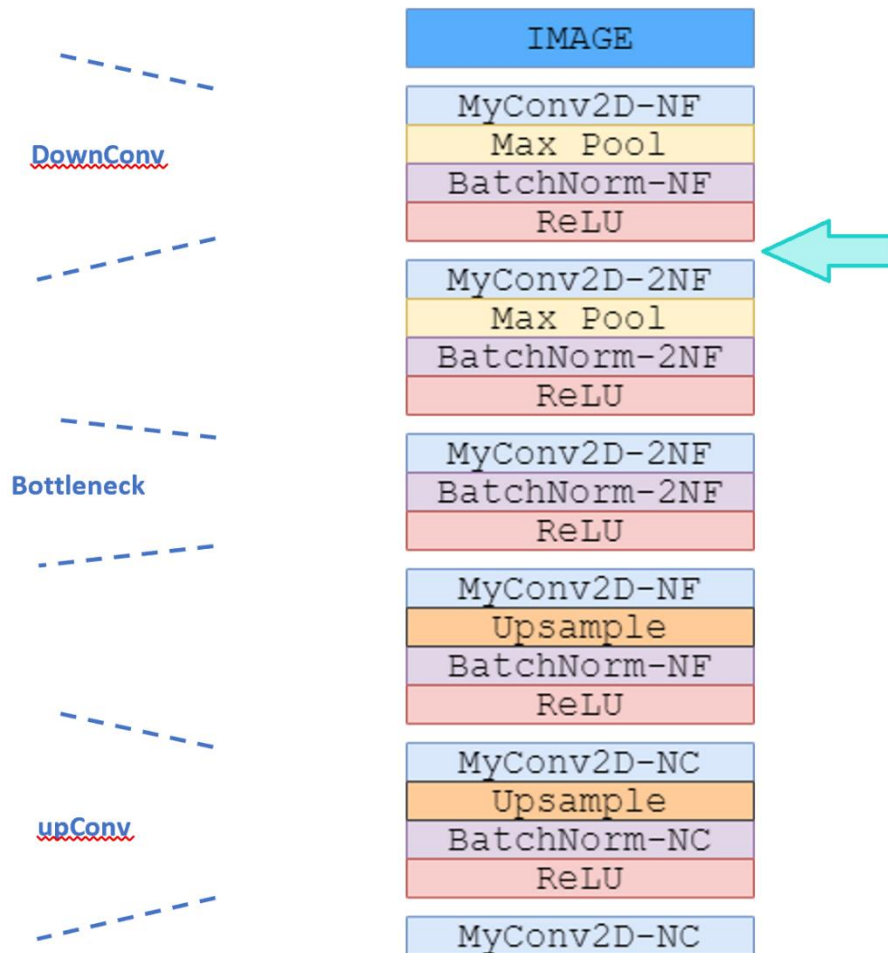 IMAGE
MyConv2D-NF
Max Pool
DownConv
BatchNorm-NF
ReLU
MyConv2D-2NF
Max Pool
BatchNorm-2NF
ReLU
MyConv2D-2NF
Bottleneck
BatchNorm-2NF
ReLU
MyConv2D-NF
Upsample
BatchNorm-NF
ReLU
MyConv2D-NC
Upsample
upConv
BatchNorm-NC
ReLU
MyConv2D-NC